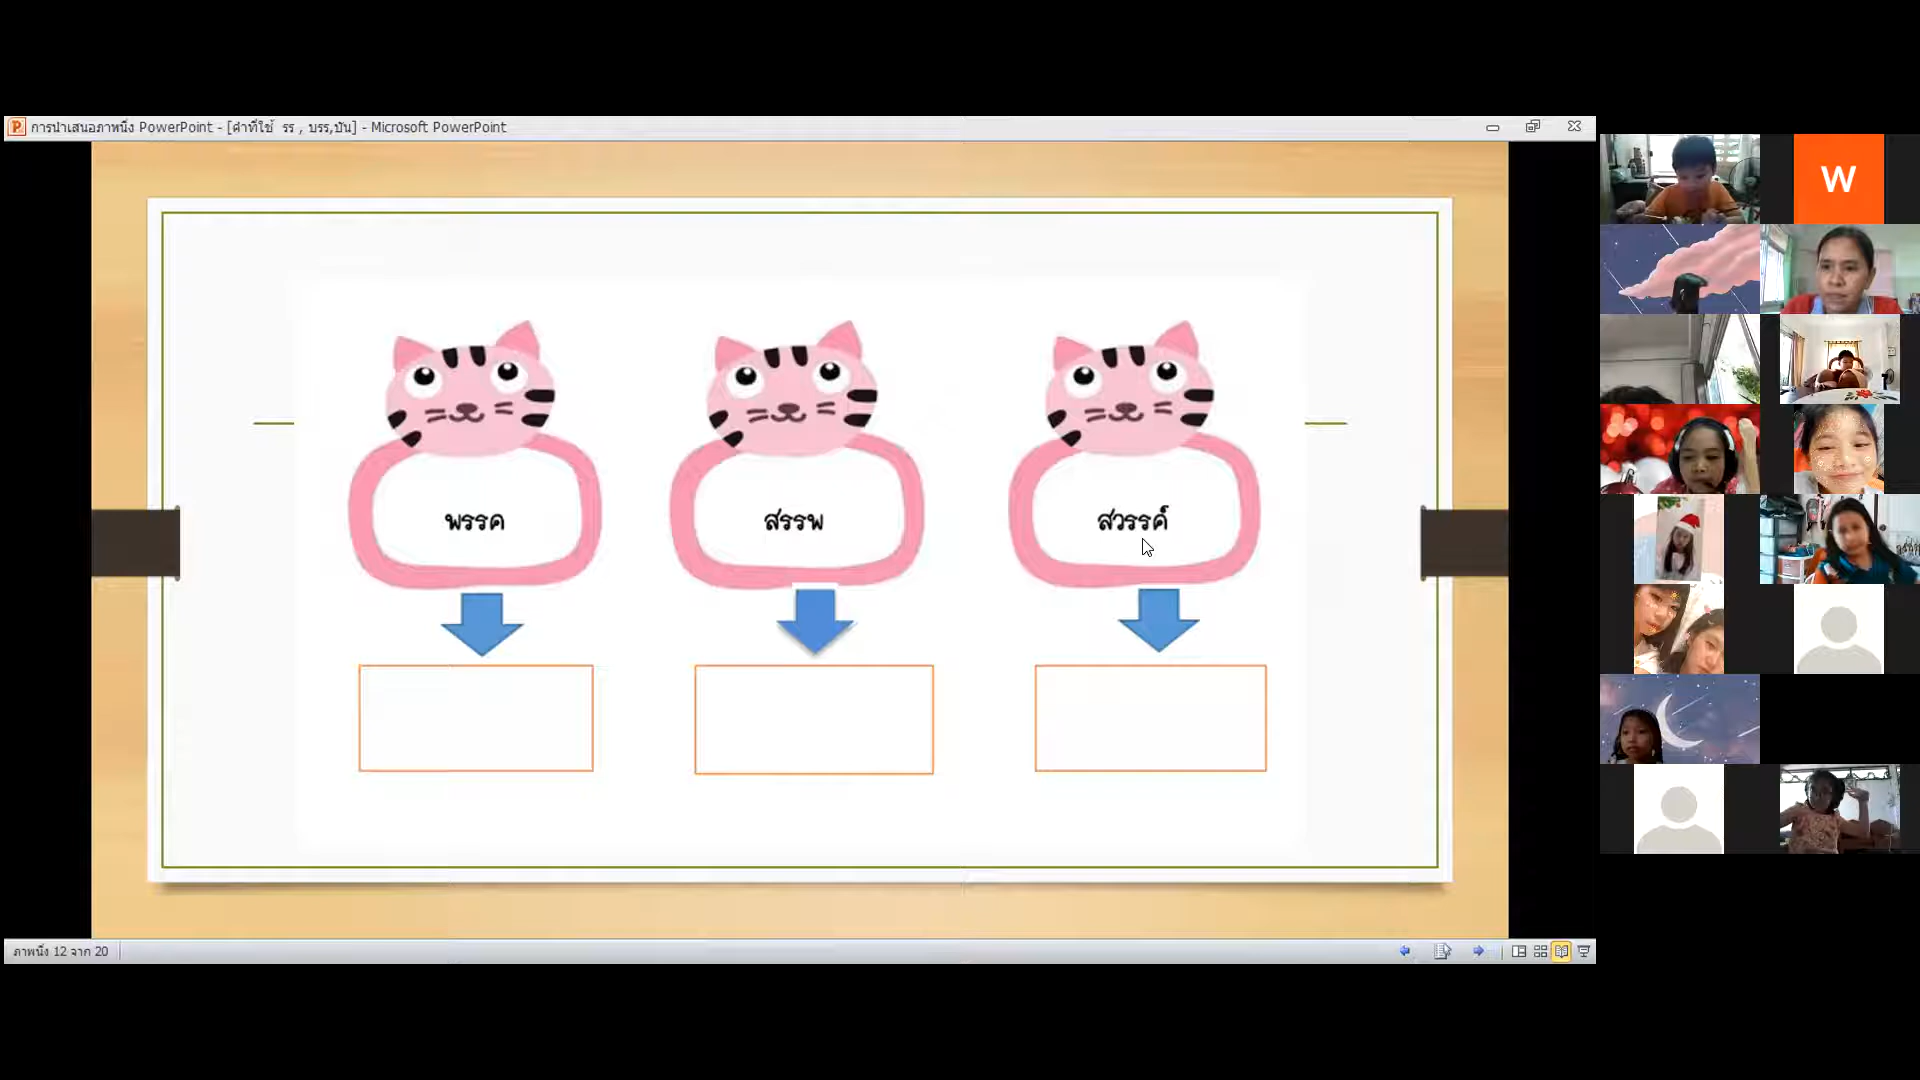 การนำเสนอภาพนิ่ง PowerPoint - [คำที่ใช้ รร , บรร,บัน] - Microsoft PowerPoint
W
พรรค
สรรพ
สวรรค์
ภาพนิ่ง 12 จาก 20